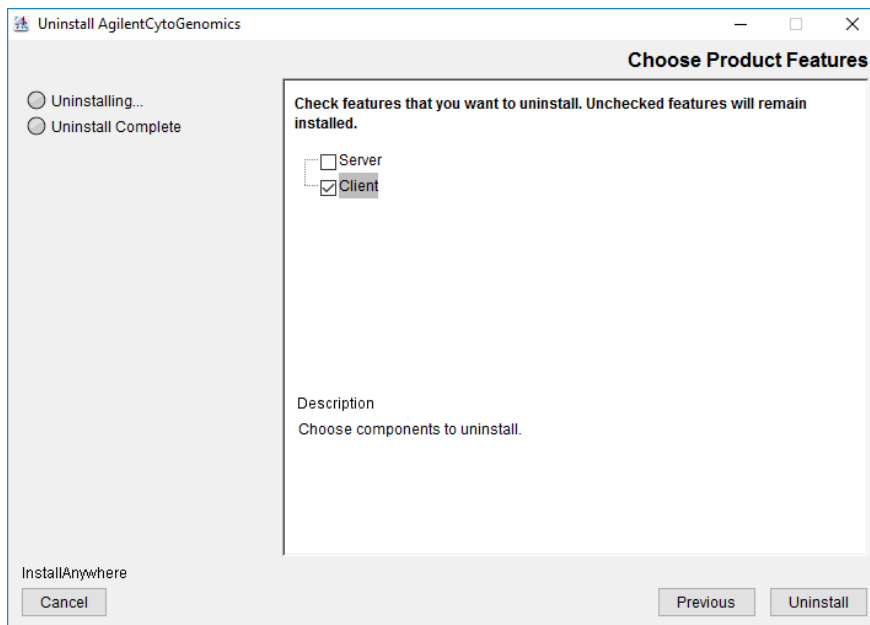 Uninstall AgilentCytoGenomics
Choose Product Features
Uninstalling...
Uninstall Complete
Check features that you want to uninstall. Unchecked features will remain
installed.
Server
Client
Description
Choose components to uninstall.
InstallAnywhere
Cancel
Previous
Uninstall